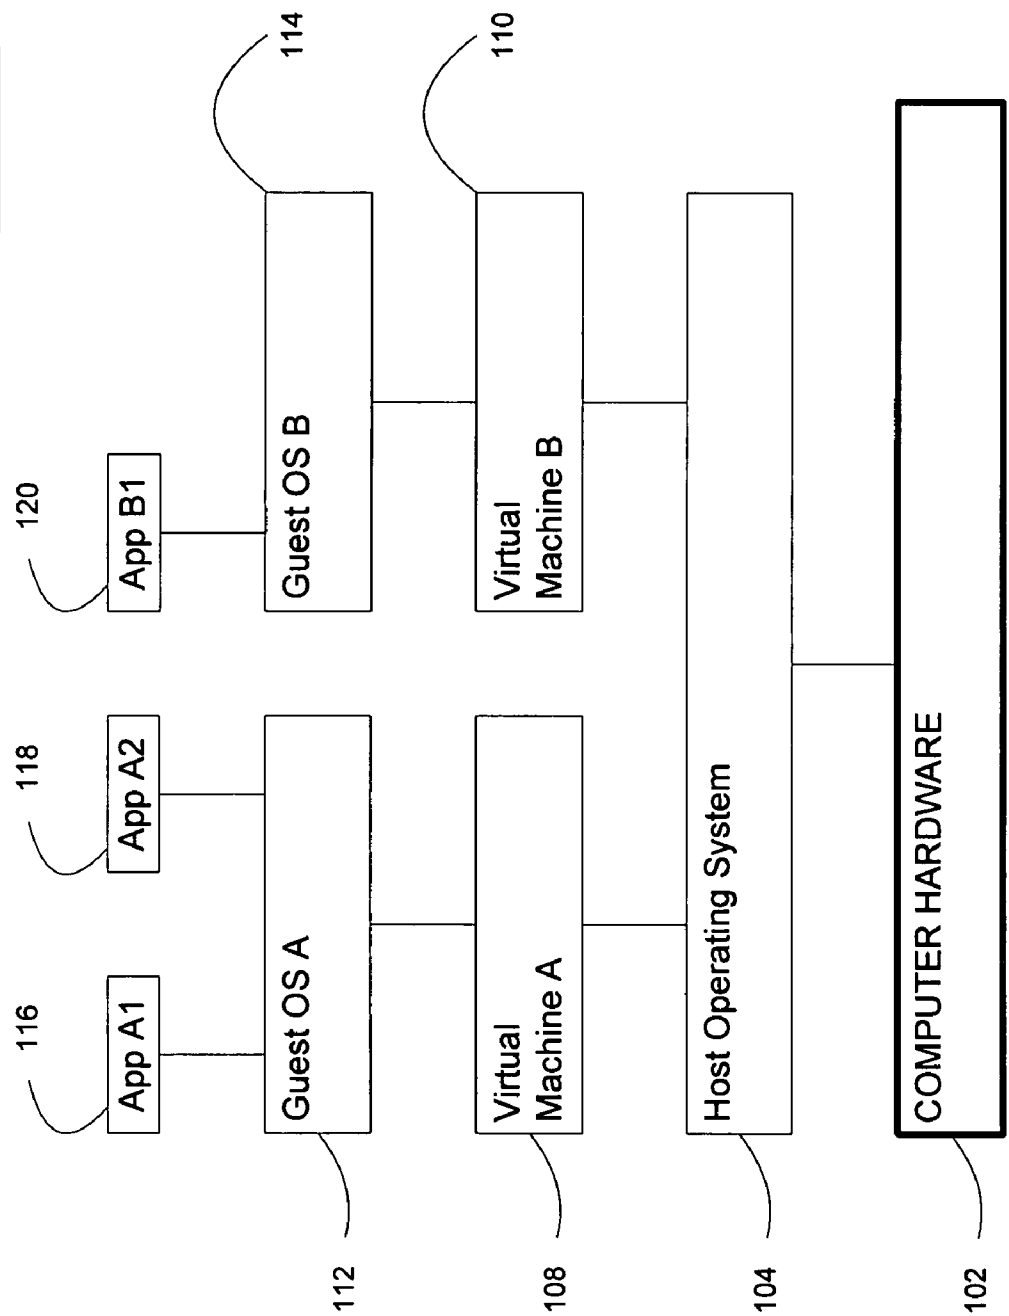 116
App A1
118
App A2
120
App B1
112
Guest OS A
Guest OS B
114
108
Virtual
Machine A
Virtual
Machine B
110
104
Host Operating System
102
COMPUTER HARDWARE